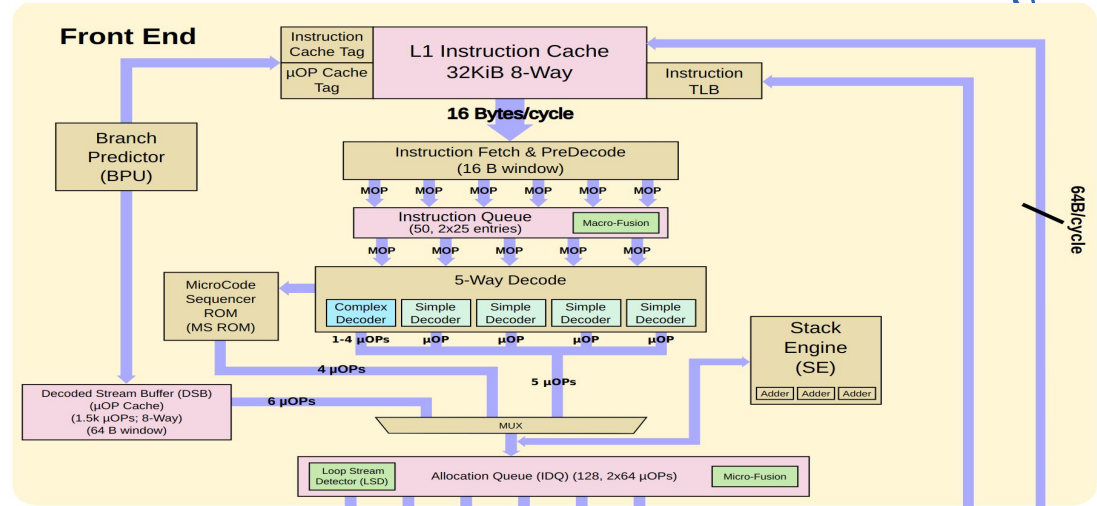 Front End
Instruction
Cache Tag
µOP Cache
Tag
L1 Instruction Cache
32KiB 8-Way
Instruction
TLB
16 Bytes/cycle
Branch
Predictor
(BPU)
Instruction Fetch & PreDecode
(16 B window)
MOP MOP MOP MOP MOP MOP
Instruction Queue
(50, 2x25 entries)
Macro-Fusion
64B/cycle
MOP MOP MOP MOP MOP
MicroCode
Sequencer
ROM
(MS ROM)
5-Way Decode
Complex
Decoder
Simple
Decoder
Simple
Decoder
Simple
Decoder
Simple
Decoder
1-4 µOPs µOP µOP µOP µOP
Stack
Engine
(SE)
Adder Adder Adder
4 µOPs
5 µOPs
Decoded Stream Buffer (DSB)
(µOP Cache)
(1.5k µOPs; 8-Way)
(64 B window)
6 µOPs
MUX
Loop Stream
Detector (LSD)
Allocation Queue (IDQ) (128, 2x64 µOPs)
Micro-Fusion